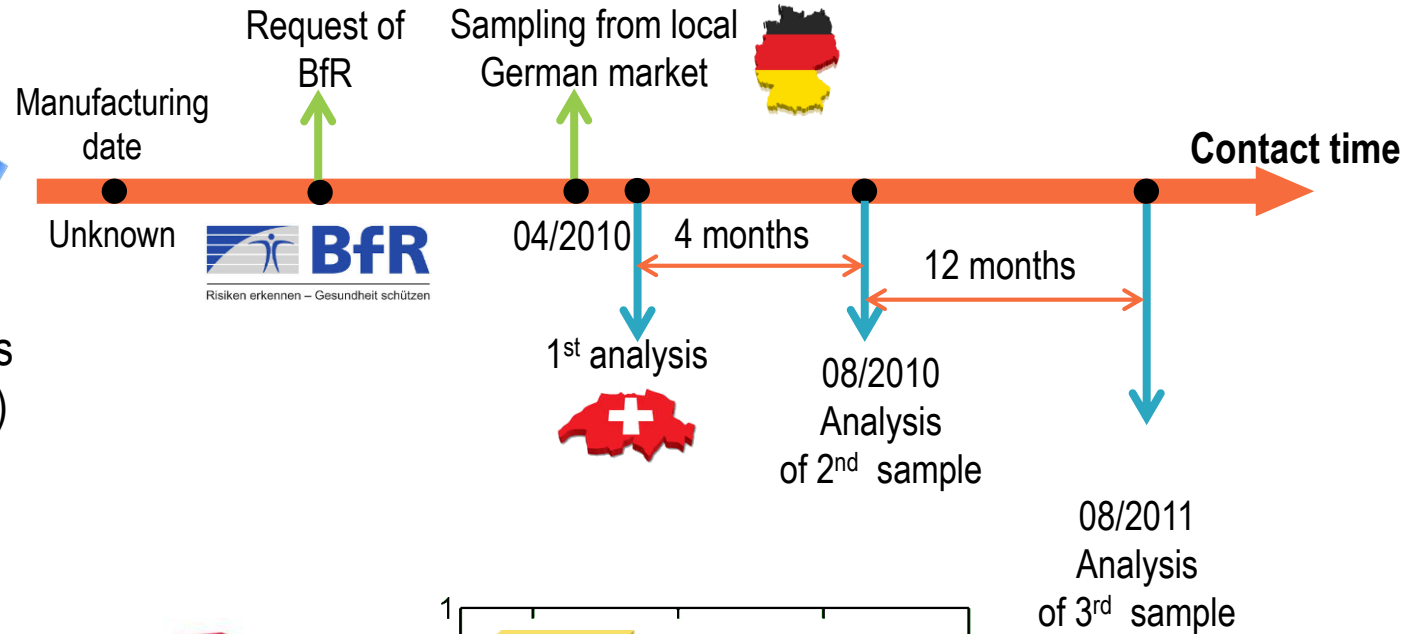 Request of
BfR
Sampling from local
German market
Manufacturing
date
Contact time
Unknown
BfR
Risiken erkennen – Gesundheit schützen
04/2010
4 months
12 months
1st analysis
08/2010
Analysis
of 2nd sample
s
)
08/2011
Analysis
of 3rd sample
1